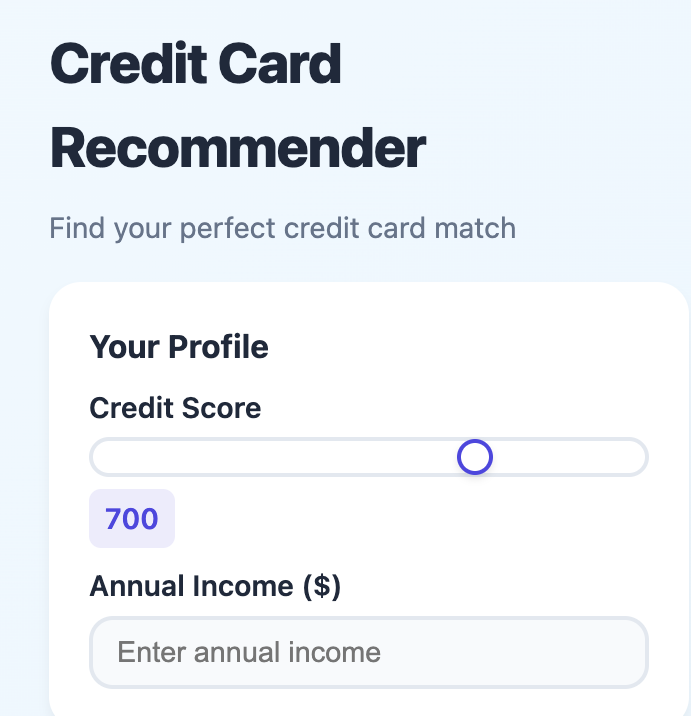 Credit Card
Recommender
Find your perfect credit card match
Your Profile
Credit Score
700
Annual Income ($)
Enter annual income